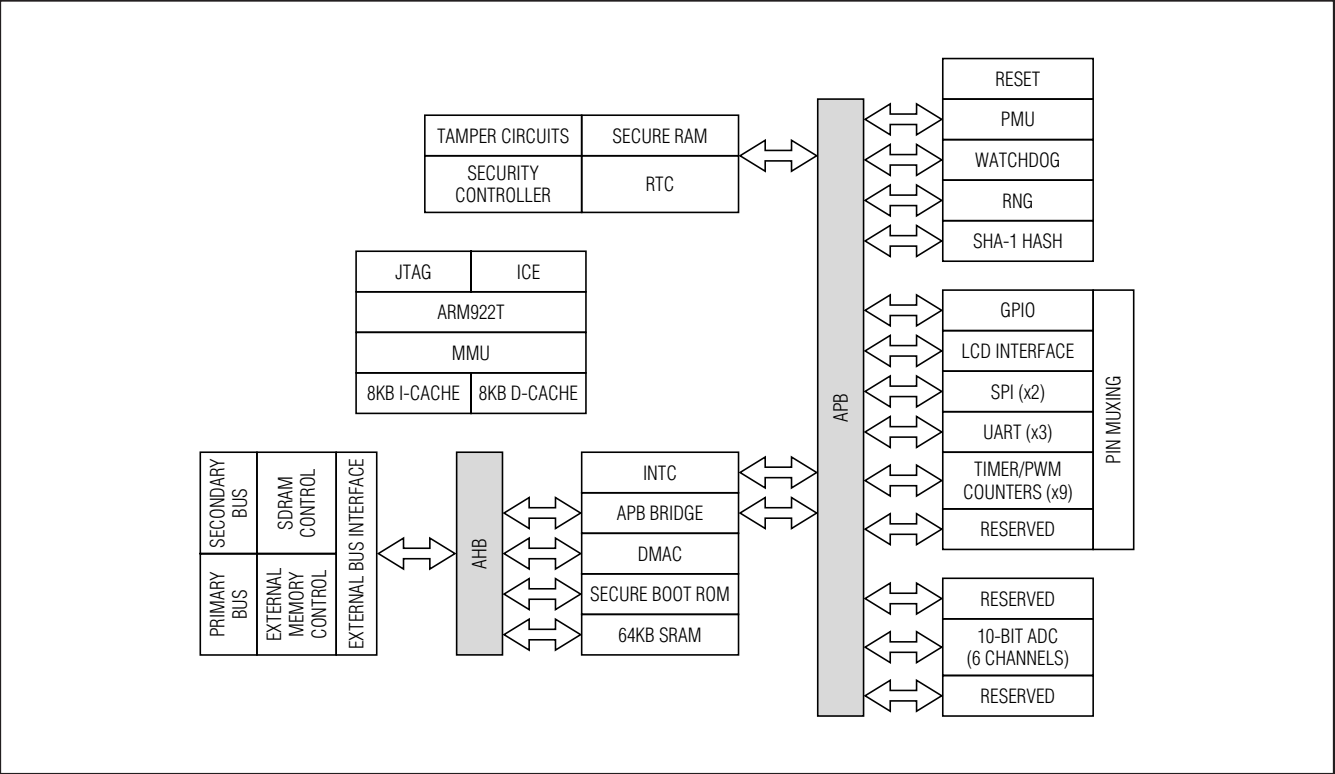 TAMPER CIRCUITS
SECURE RAM
SECURITY
CONTROLLER
RTC
JTAG
ICE
ARM922T
MMU
8KB I-CACHE
8KB D-CACHE
SECONDARY
BUS
SDRAM
CONTROL
PRIMARY
BUS
EXTERNAL
MEMORY
CONTROL
EXTERNAL BUS INTERFACE
AHB
INTC
APB BRIDGE
DMAC
SECURE BOOT ROM
64KB SRAM
APB
RESET
PMU
WATCHDOG
RNG
SHA-1 HASH
GPIO
LCD INTERFACE
SPI (x2)
UART (x3)
TIMER/PWM
COUNTERS (x9)
RESERVED
PIN MUXING
RESERVED
10-BIT ADC
(6 CHANNELS)
RESERVED